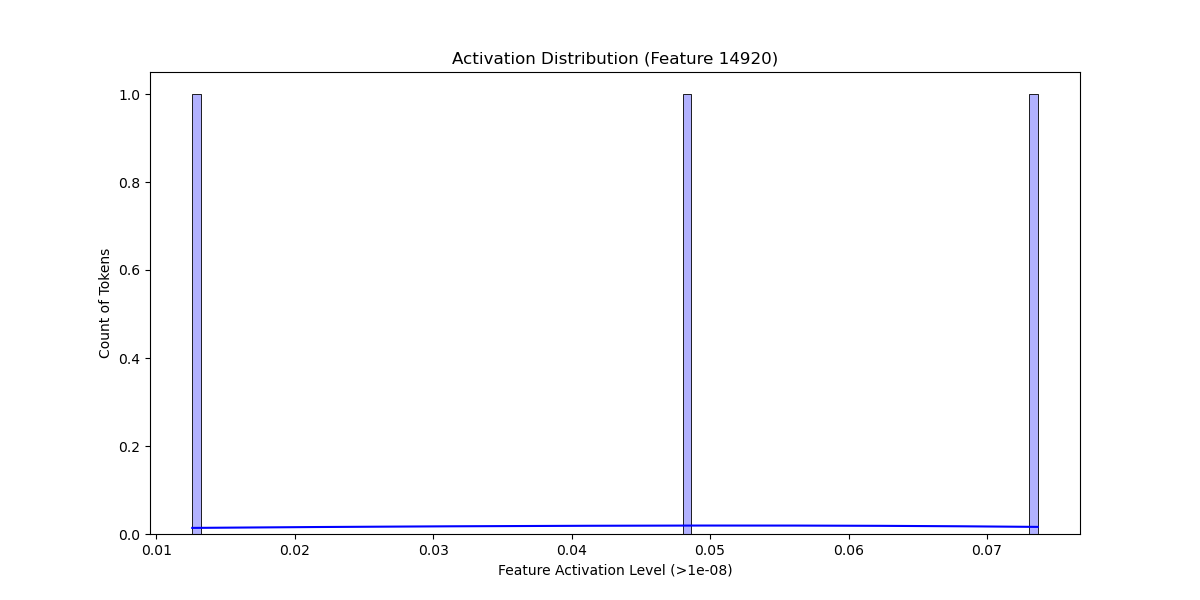 Activation Distribution (Feature 14920)
1.0
0.8
0.6
0.4
0.2
0.0
Count of Tokens
0.01 0.02 0.03 0.04 0.05 0.06 0.07
Feature Activation Level (>1e-08)